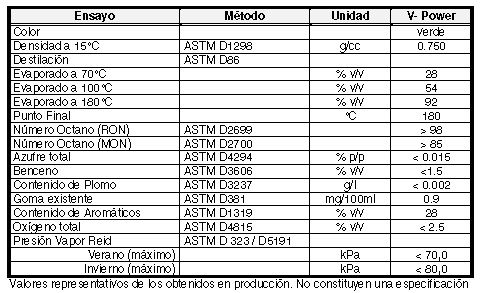 Ensayo Método Unidad V- Power
Color verde
Densidad a 15°C ASTM D1298 g/cc 0.750
Destilación ASTM D86
Evaporado a 70°C % v/v 28
Evaporado a 100°C % v/v 54
Evaporado a 180°C % v/v 92
Punto Final °C 180
Número Octano (RON) ASTM D2699 > 98
Número Octano (MON) ASTM D2700 > 85
Azufre total ASTM D4294 % p/p < 0.015
Benceno ASTM D3606 % v/v <1.5
Contenido de Plomo ASTM D3237 g/l < 0.002
Goma existente ASTM D381 mg/100ml 0.9
Contenido de Aromáticos ASTM D1319 % v/v 28
Oxígeno total ASTM D4815 % v/v < 2.5
Presión Vapor Reid ASTM D 323 / D5191
Verano (máximo) kPa < 70,0
Invierno (máximo) kPa < 80,0
Valores representativos de los obtenidos en producción. No constituyen una especificación